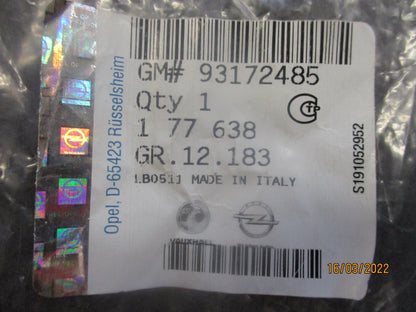 Opel, D-65423 Rüsselsheim
GM# 93172485
Qty 1
1 77 638
GR.12.183
LB051J MADE IN ITALY
S191052952
VAUXHALL
16/03/2022